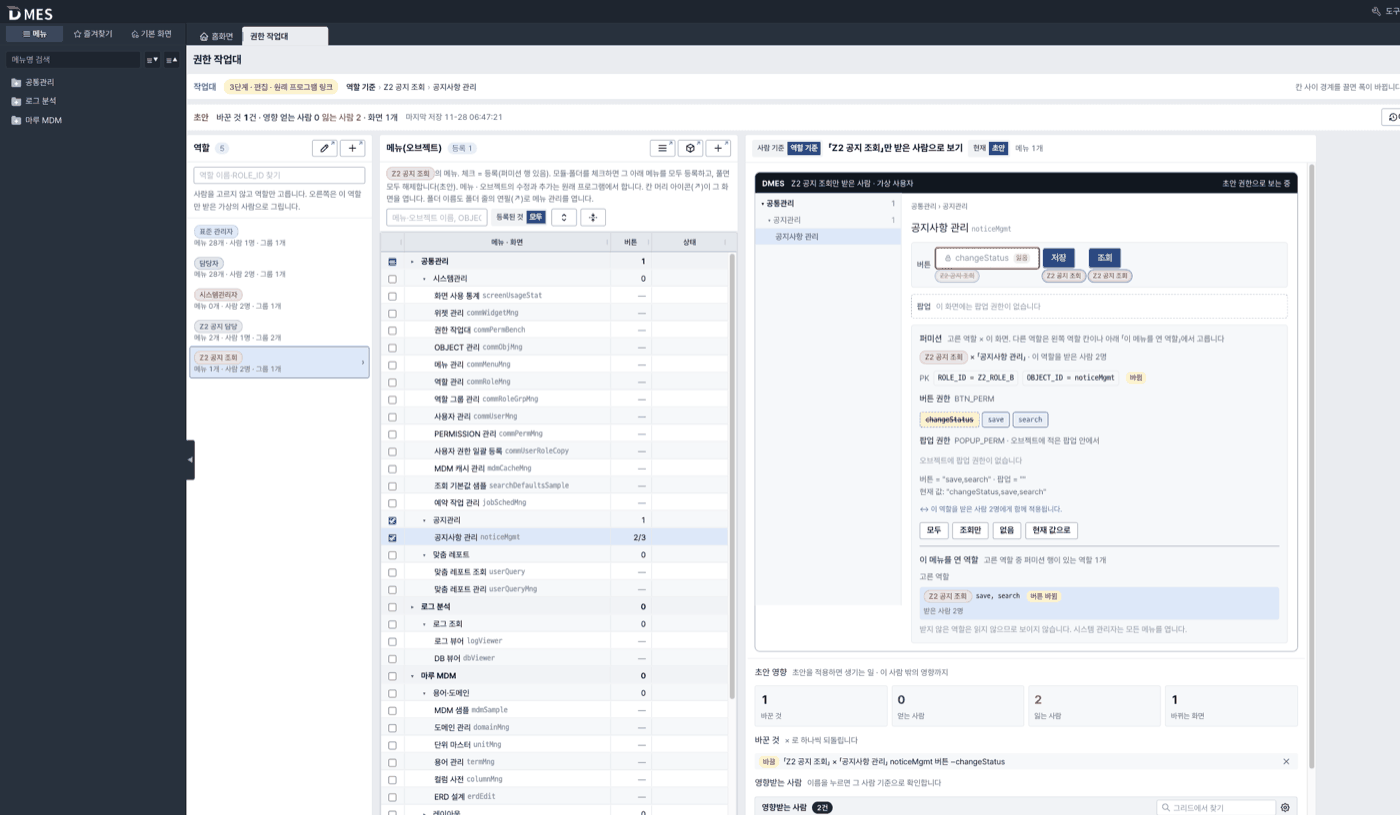 DMES
도구
메뉴
즐겨찾기
기본 화면
메뉴명 검색
공통관리
로그 분석
마루 MDM
홈화면
권한 작업대
권한 작업대
작업대 3단계 · 편집 · 원래 프로그램 링크 역할 기준 › Z2 공지 조회 › 공지사항 관리
칸 사이 경계를 끌면 폭이 바뀝니다
초안 바꾼 것 1건 · 영향 얻는 사람 0 잃는 사람 2 · 화면 1개 마지막 저장 11-28 06:47:21
역할 5
역할 이름·ROLE_ID 찾기
사람을 고르지 않고 역할만 고릅니다. 오른쪽은 이 역할
만 받은 가상의 사람으로 그립니다.
표준 관리자
메뉴 28개 · 사람 1명 · 그룹 1개
담당자
메뉴 28개 · 사람 2명 · 그룹 1개
시스템관리자
메뉴 0개 · 사람 2명 · 그룹 1개
Z2 공지 담당
메뉴 2개 · 사람 1명 · 그룹 2개
Z2 공지 조회
메뉴 1개 · 사람 2명 · 그룹 1개
메뉴(오브젝트) 등록 1
Z2 공지 조회 의 메뉴. 체크 = 등록(퍼미션 행 있음). 모듈·폴더를 체크하면 그 아래 메뉴를 모두 등록하고, 풀면
모두 해제합니다(초안). 메뉴 · 오브젝트의 수정과 추가는 원래 프로그램에서 합니다. 칸 머리 아이콘(↗)이 그 화
면을 엽니다. 폴더 이름도 폴더 줄의 연필(↗)로 메뉴 관리를 엽니다.
메뉴·오브젝트 이름, OBJEC
등록된 것 모두
메뉴 · 화면 버튼 상태
공통관리 1
시스템관리 0
화면 사용 통계 screenUsageStat —
위젯 관리 commWidgetMng —
권한 작업대 commPermBench —
OBJECT 관리 commObjMng —
메뉴 관리 commMenuMng —
역할 관리 commRoleMng —
역할 그룹 관리 commRoleGrpMng —
사용자 관리 commUserMng —
PERMISSION 관리 commPermMng —
사용자 권한 일괄 등록 commUserRoleCopy —
MDM 캐시 관리 mdmCacheMng —
조회 기본값 샘플 searchDefaultsSample —
예약 작업 관리 jobSchedMng —
공지관리 1
공지사항 관리 noticeMgmt 2/3
맞춤 레포트 0
맞춤 레포트 조회 userQuery —
맞춤 레포트 관리 userQueryMng —
로그 분석 0
로그 조회 0
로그 뷰어 logViewer —
DB 뷰어 dbViewer —
마루 MDM 0
용어·도메인 0
MDM 샘플 mdmSample —
도메인 관리 domainMng —
단위 마스터 unitMng —
용어 관리 termMng —
컬럼 사전 columnMng —
ERD 설계 erdEdit —
레이아웃 0
사람 기준 역할 기준 「Z2 공지 조회」만 받은 사람으로 보기 현재 초안 메뉴 1개
DMES Z2 공지 조회만 받은 사람 · 가상 사용자
초안 권한으로 보는 중
공통관리 1
공지관리 1
공지사항 관리
공통관리 › 공지관리
공지사항 관리 noticeMgmt
버튼 changeStatus 잃음 저장 조회
Z2 공지 조회 Z2 공지 조회 Z2 공지 조회
팝업 이 화면에는 팝업 권한이 없습니다
퍼미션 고른 역할 × 이 화면. 다른 역할은 왼쪽 역할 칸이나 아래 「이 메뉴를 연 역할」에서 고릅니다
Z2 공지 조회 × 「공지사항 관리」 · 이 역할을 받은 사람 2명
PK ROLE_ID = Z2_ROLE_B OBJECT_ID = noticeMgmt 바뀜
버튼 권한 BTN_PERM
changeStatus save search
팝업 권한 POPUP_PERM · 오브젝트에 적은 팝업 안에서
오브젝트에 팝업 권한이 없습니다
버튼 = "save,search" · 팝업 = ""
현재 값: "changeStatus,save,search"
↔ 이 역할을 받은 사람 2명에게 함께 적용됩니다.
모두 조회만 없음 현재 값으로
이 메뉴를 연 역할 고른 역할 중 퍼미션 행이 있는 역할 1개
고른 역할
Z2 공지 조회 save, search 버튼 바뀜
받은 사람 2명
받지 않은 역할은 읽지 않으므로 보이지 않습니다. 시스템 관리자는 모든 메뉴를 엽니다.
초안 영향 초안을 적용하면 생기는 일 · 이 사람 밖의 영향까지
1
바꾼 것
0
얻는 사람
2
잃는 사람
1
바뀌는 화면
바꾼 것 × 로 하나씩 되돌립니다
바꿈 「Z2 공지 조회」 × 「공지사항 관리」 noticeMgmt 버튼 −changeStatus
영향받는 사람 이름을 누르면 그 사람 기준으로 확인합니다
영향받는 사람 2건
그리드에서 찾기